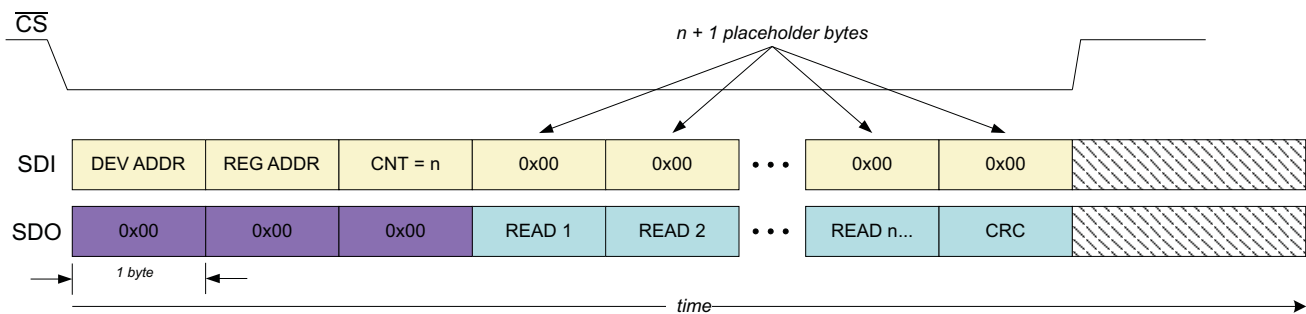 CS
n + 1 placeholder bytes
SDI DEV ADDR REG ADDR CNT = n 0x00 0x00 • • • 0x00 0x00
SDO 0x00 0x00 0x00 READ 1 READ 2 • • • READ n... CRC
1 byte
time